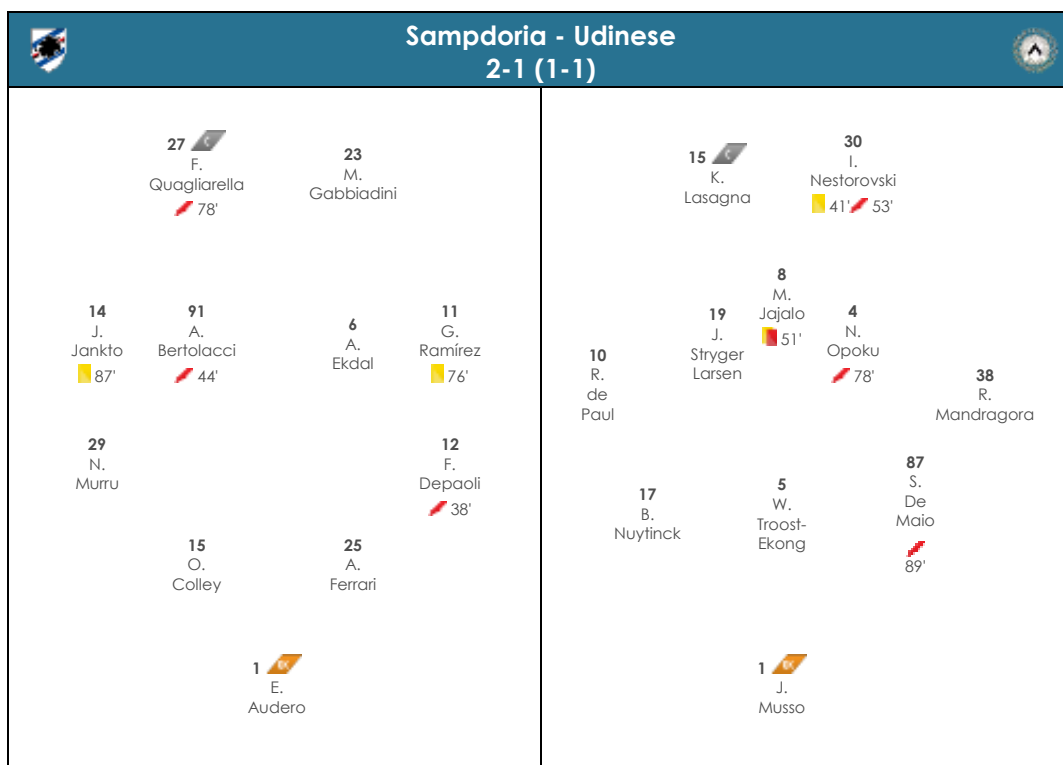 Sampdoria - Udinese
2-1 (1-1)
27 C
F.
Quagliarella
78'
23
M.
Gabbiadini
14
J.
Jankto
87'
91
A.
Bertolacci
44'
6
A.
Ekdal
11
G.
Ramírez
76'
29
N.
Murru
12
F.
Depaoli
38'
15
O.
Colley
25
A.
Ferrari
1 GK
E.
Audero
15 C
K.
Lasagna
30
I.
Nestorovski
41' 53'
8
M.
Jajalo
51'
19
J.
Stryger
Larsen
4
N.
Opoku
78'
10
R.
de
Paul
38
R.
Mandragora
17
B.
Nuytinck
5
W.
Troost-
Ekong
87
S.
De
Maio
89'
1 GK
J.
Musso